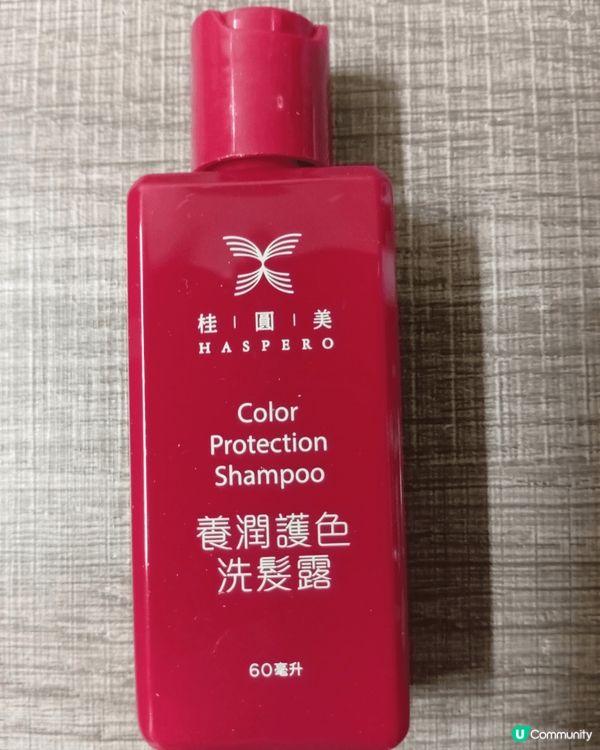 桂|圓|美
HASPERO
Color
Protection
Shampoo
養潤護色
洗髮露
60毫升
U Community